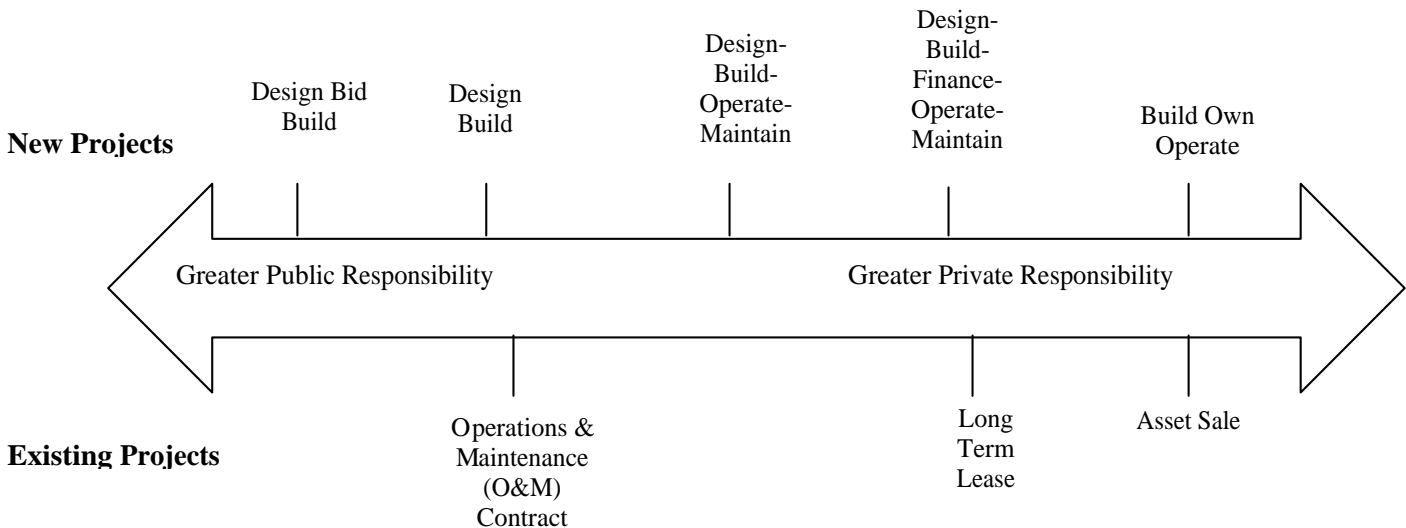 New Projects
Design Bid
Build
Design
Build
Design-
Build-
Operate-
Maintain
Design-
Build-
Finance-
Operate-
Maintain
Build Own
Operate
Greater Public Responsibility
Greater Private Responsibility
Existing Projects
Operations &
Maintenance
(O&M)
Contract
Long
Term
Lease
Asset Sale